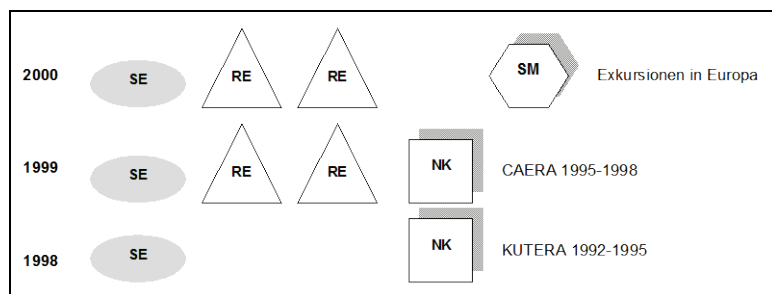 2000 SE RE RE SM Exkursionen in Europa
1999 SE RE RE NK CAERA 1995-1998
1998 SE NK KUTERA 1992-1995